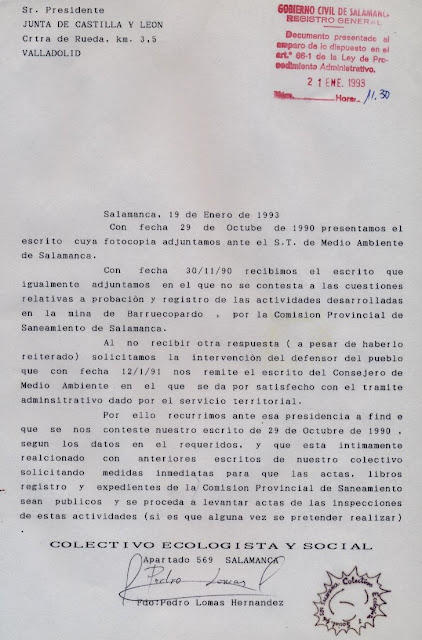 Sr. Presidente
JUNTA DE CASTILLA Y LEON
Crtra de Rueda, km. 3,5
VALLADOLID
GOBIERNO CIVIL DE SALAMANCA
REGISTRO GENERAL
Documento presentado al
amparo de lo dispuesto en el
art.º 66-1 de la Ley de Pro-
cedimiento Administrativo.
21 ENE. 1993
Núm. Hora: 11.30
Salamanca, 19 de Enero de 1993
Con fecha 29 de Octube de 1990 presentamos el
escrito cuya fotocopia adjuntamos ante el S.T. de Medio Ambiente
de Salamanca.
Con fecha 30/11/90 recibimos el escrito que
igualmente adjuntamos en el que no se contesta a las cuestiones
relativas a probación y registro de las actividades desarrolladas
en la mina de Barruecopardo , por la Comision Provincial de
Saneamiento de Salamanca.
Al no recibir otra respuesta ( a pesar de haberlo
reiterado) solicitamos la intervención del defensor del pueblo
que con fecha 12/1/91 nos remite el escrito del Consejero de
Medio Ambiente en el que se da por satisfecho con el tramite
adminsitrativo dado por el servicio territorial.
Por ello recurrimos ante esa presidencia a find e
que se nos conteste nuestro escrito de 29 de Octubre de 1990 ,
segun los datos en el requeridos, y que esta intimamente
realcionado con anteriores escritos de nuestro colectivo
solicitando medidas inmediatas para que las actas, libros
registro y expedientes de la Comision Provincial de Saneamiento
sean publicos y se proceda a levantar actas de las inspecciones
de estas actividades (si es que alguna vez se pretender realizar)
COLECTIVO ECOLOGISTA Y SOCIAL
Apartado 569 SALAMANCA
Pedro Lomas
Fdo:Pedro Lomas Hernandez